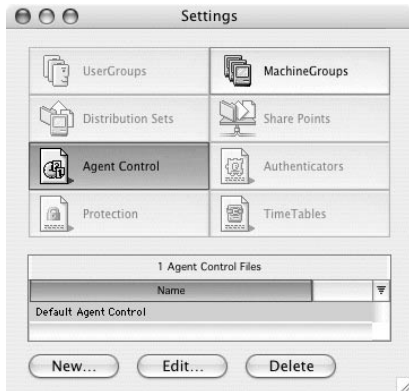 Settings
UserGroups
MachineGroups
Distribution Sets
Share Points
Agent Control
Authenticators
Protection
TimeTables
1 Agent Control Files
Name
Default Agent Control
New...
Edit...
Delete